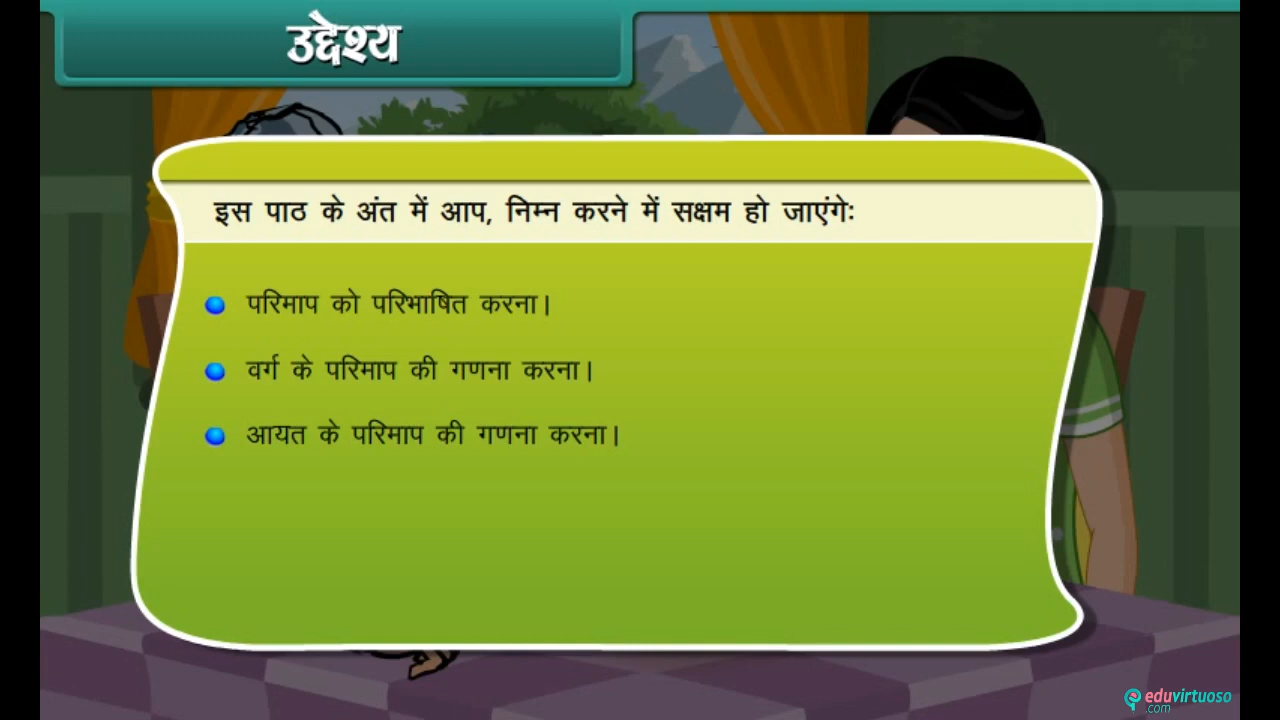 उद्देश्य
इस पाठ के अंत में आप, निम्न करने में सक्षम हो जाएंगेः
परिमाप को परिभाषित करना।
वर्ग के परिमाप की गणना करना।
आयत के परिमाप की गणना करना।
eduvirtuoso
.com